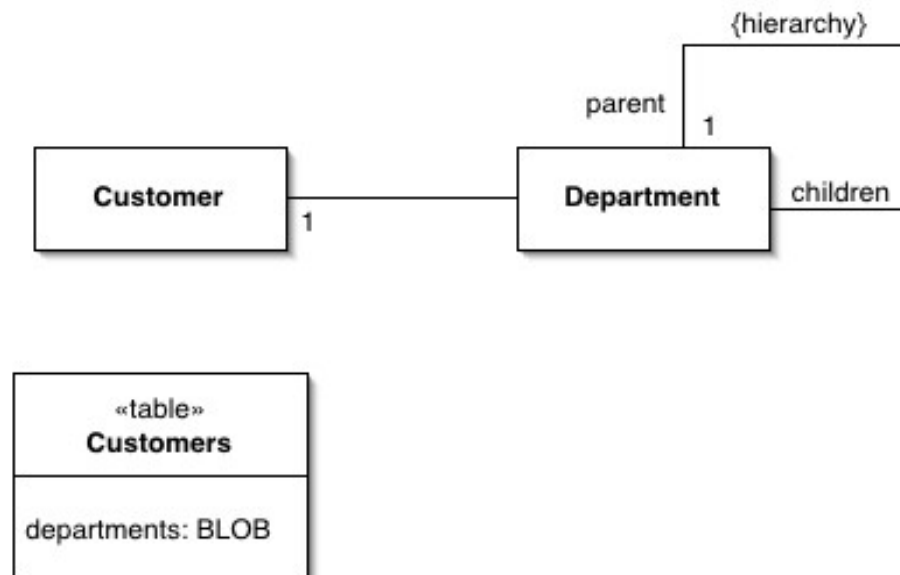 {hierarchy}
parent
1
Customer
1
Department
children
«table»
Customers
departments: BLOB